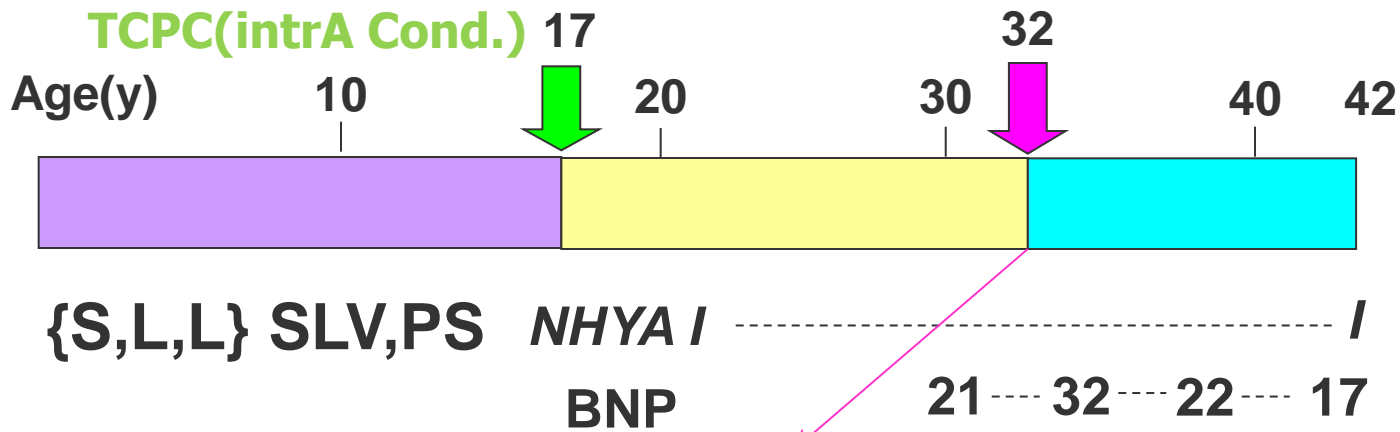 TCPC(intrA Cond.) 17 32
Age(y) 10 20 30 40 42
{S,L,L} SLV,PS NHYA I I
BNP 21 32 22 17